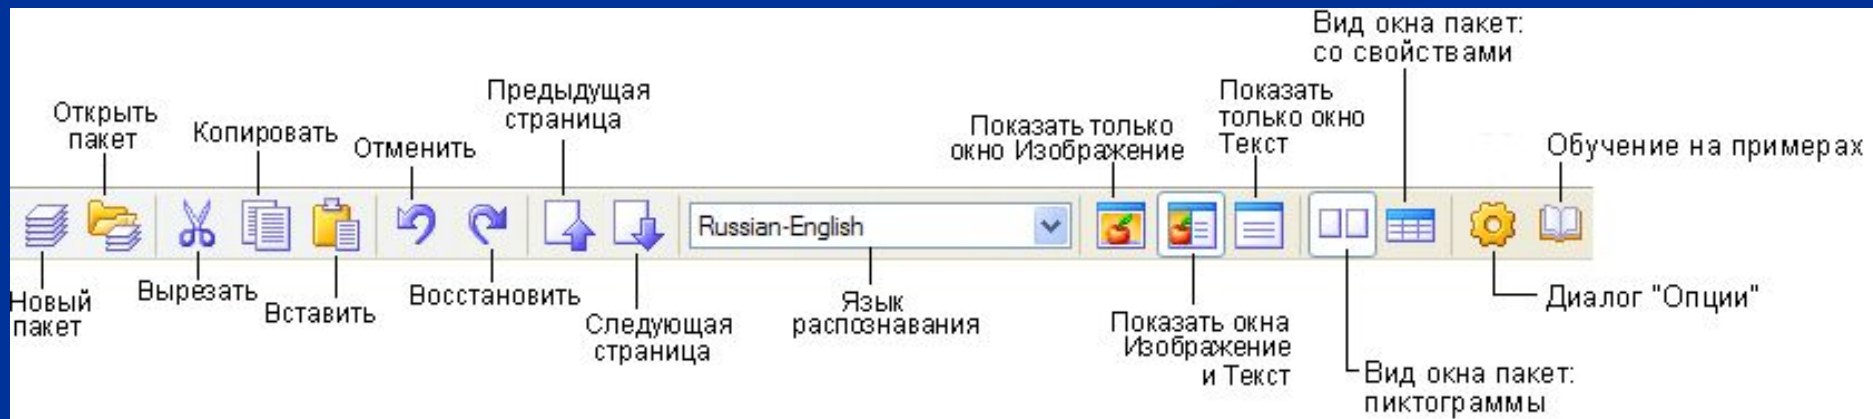 Вид окна пакет:
со свойствами
Предыдущая
страница
Показать
только окно
Текст
Открыть
пакет
Копировать
Отменить
Показать только
окно Изображение
Обучение на примерах
Russian-English
Новый
пакет
Вырезать
Вставить
Восстановить
Следующая
страница
Язык
распознавания
Показать окна
Изображение
и Текст
Диалог "Опции"
Вид окна пакет:
пиктограммы